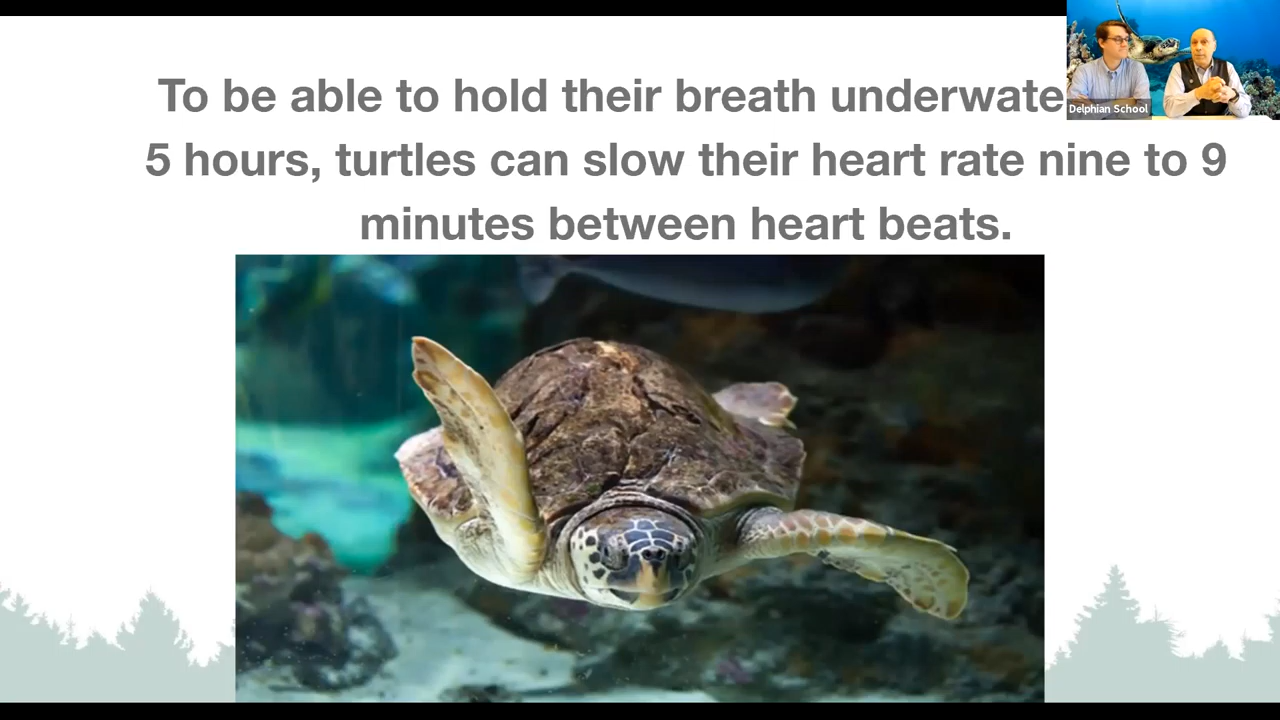 To be able to hold their breath underwate
5 hours, turtles can slow their heart rate nine to 9
minutes between heart beats.
Delphian School